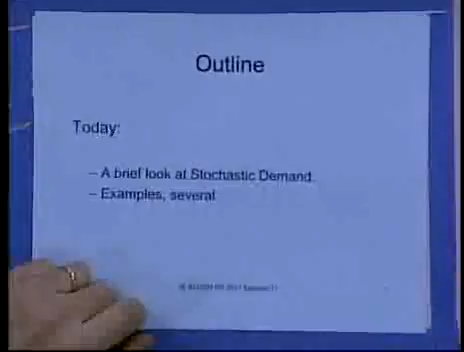 Outline
Today:
– A brief look at Stochastic Demand.
– Examples, several